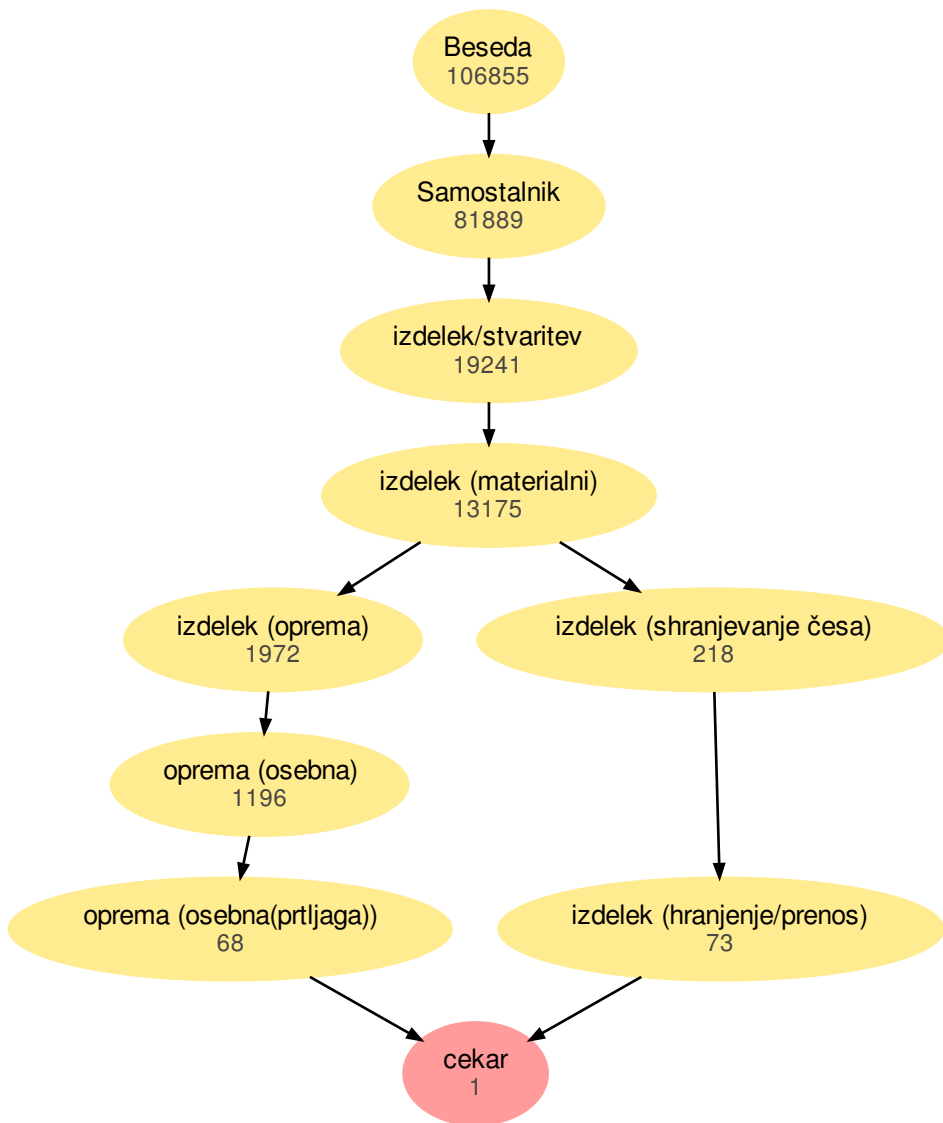 Beseda
106855
Samostalnik
81889
izdelek/stvaritev
19241
izdelek (materialni)
13175
izdelek (oprema)
1972
izdelek (shranjevanje česa)
218
oprema (osebna)
1196
oprema (osebna(prtljaga))
68
izdelek (hranjenje/prenos)
73
cekar
1